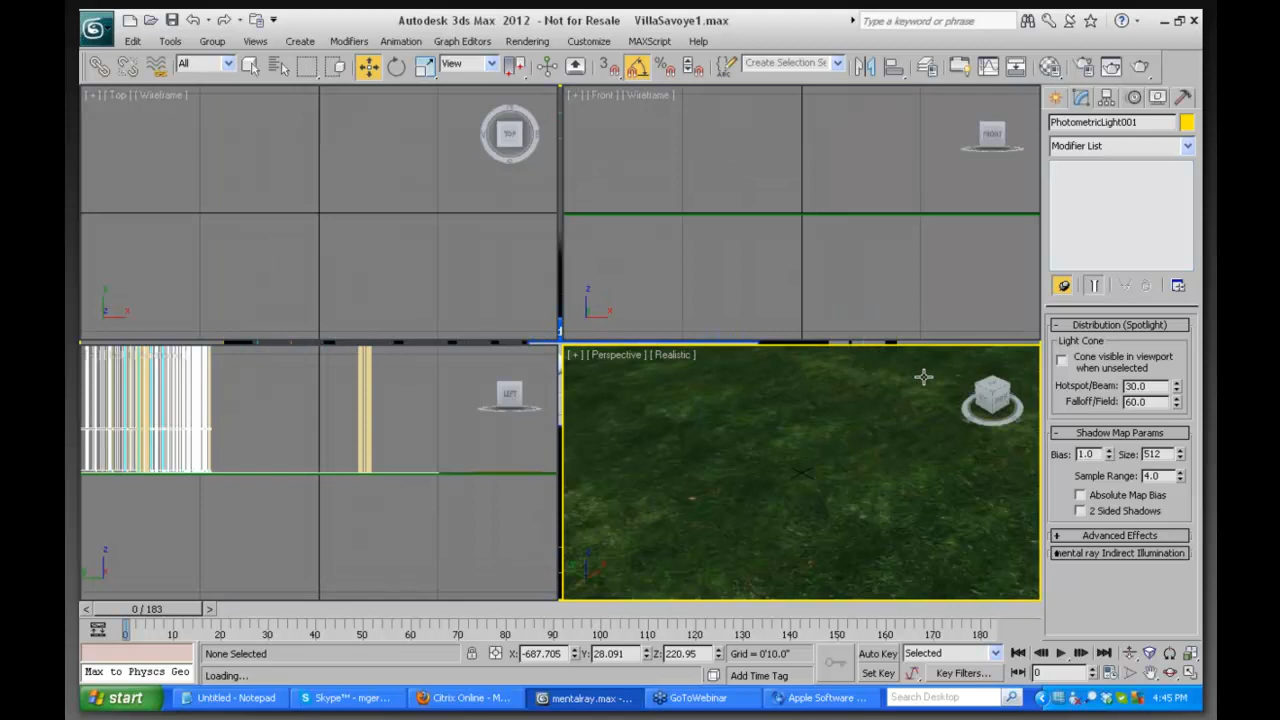 Autodesk 3ds Max 2012 - Not for Resale VillaSavoye1.max
Type a keyword or phrase
Edit Tools Group Views Create Modifiers Animation Graph Editors Rendering Customize MAXScript Help
All View 3 Create Selection Se
[ + ] [ Top ] [ Wireframe ]
TOP
[ + ] [ Front ] [ Wireframe ]
FRONT
PhotometricLight001
Modifier List
z x
z x
Distribution (Spotlight)
Light Cone
Cone visible in viewport
when unselected
Hotspot/Beam: 30.0
Falloff/Field: 60.0
LEFT
[ + ] [ Perspective ] [ Realistic ]
z
Shadow Map Params
Bias: 1.0 Size: 512
Sample Range: 4.0
Absolute Map Bias
2 Sided Shadows
Advanced Effects
mental ray Indirect Illumination
< 0 / 183 >
0 10 20 30 40 50 60 70 80 90 100 110 120 130 140 150 160 170 180
None Selected X: -687.705 Y: 28.091 Z: 220.95 Grid = 0'10.0" Auto Key Selected
Max to Physcs Geo Loading... Add Time Tag Set Key Key Filters... 0
start Untitled - Notepad Skype™ - mger... Citrix Online - M... mentalray.max -... GoToWebinar Apple Software ... Search Desktop 4:45 PM